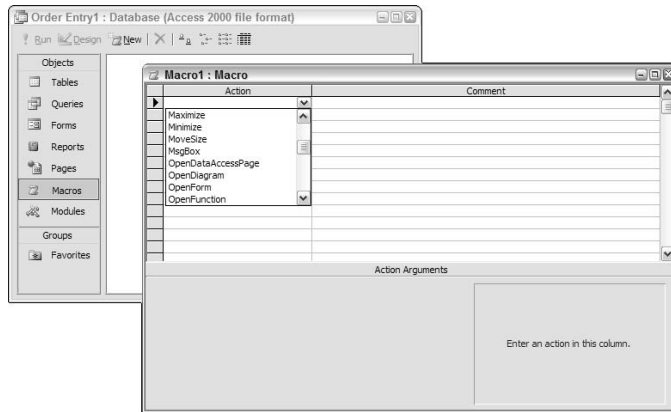 Order Entry1 : Database (Access 2000 file format)
Run Design New
Objects
Tables
Queries
Forms
Reports
Pages
Macros
Modules
Groups
Favorites
Macro1 : Macro
Action Comment
Maximize
Minimize
MoveSize
MsgBox
OpenDataAccessPage
OpenDiagram
OpenForm
OpenFunction
Action Arguments
Enter an action in this column.